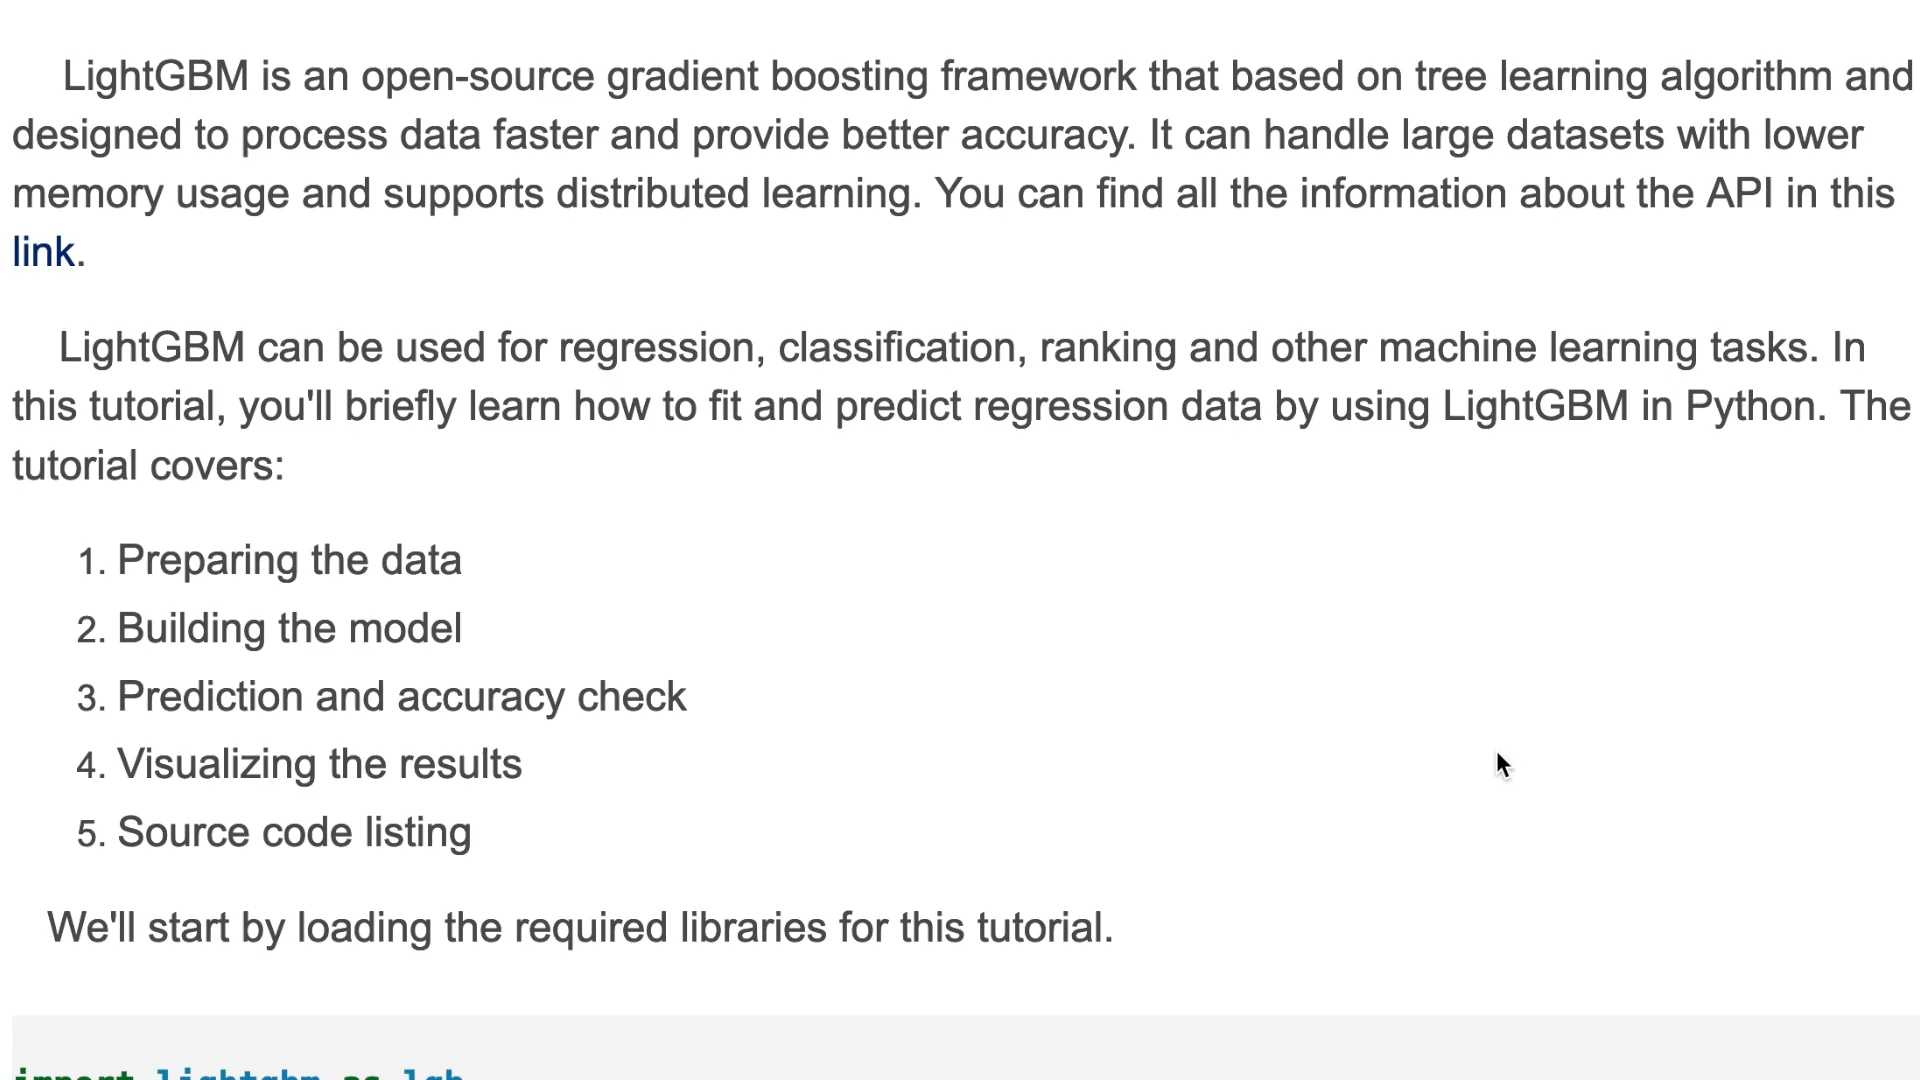 LightGBM is an open-source gradient boosting framework that based on tree learning algorithm and
designed to process data faster and provide better accuracy. It can handle large datasets with lower
memory usage and supports distributed learning. You can find all the information about the API in this
link.
LightGBM can be used for regression, classification, ranking and other machine learning tasks. In
this tutorial, you'll briefly learn how to fit and predict regression data by using LightGBM in Python. The
tutorial covers:
1. Preparing the data
2. Building the model
3. Prediction and accuracy check
4. Visualizing the results
5. Source code listing
We'll start by loading the required libraries for this tutorial.
import lightgbm as lgb